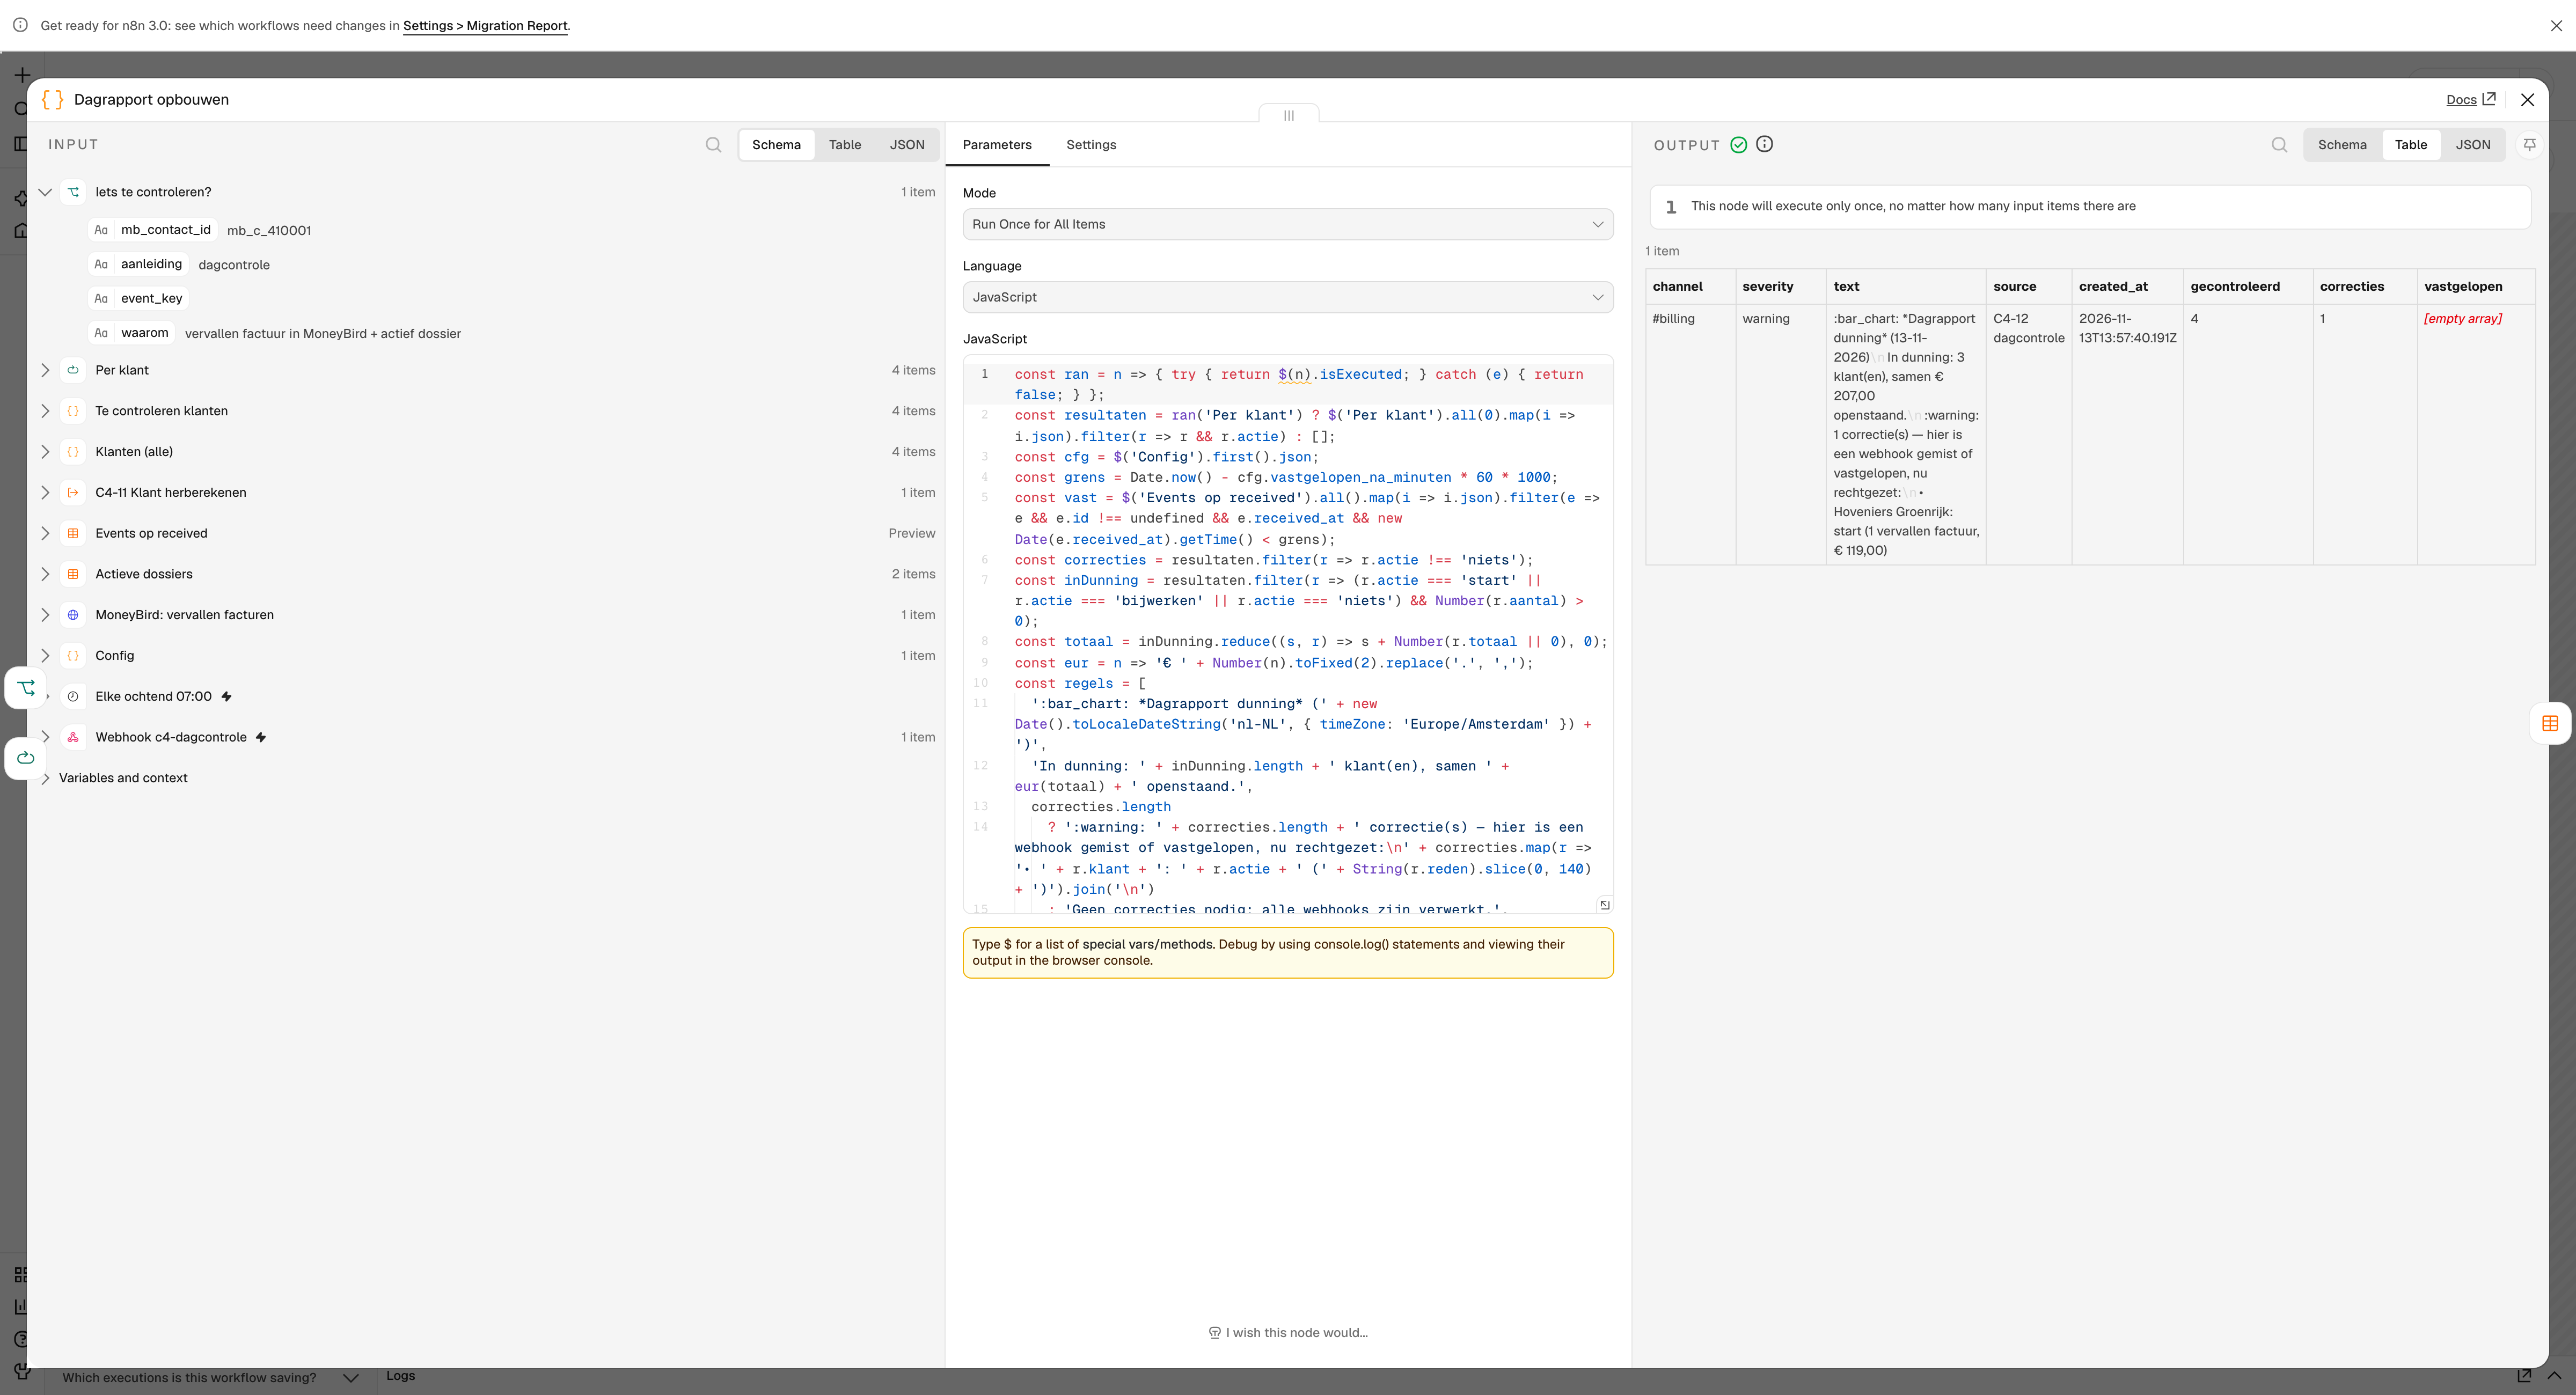 Get ready for n8n 3.0: see which workflows need changes in Settings > Migration Report.
Dagrapport opbouwen
Docs
INPUT
Schema
Table
JSON
Iets te controleren?
1 item
Aa mb_contact_id mb_c_410001
Aa aanleiding dagcontrole
Aa event_key
Aa waarom vervallen factuur in MoneyBird + actief dossier
Per klant
4 items
Te controleren klanten
4 items
Klanten (alle)
4 items
C4-11 Klant herberekenen
1 item
Events op received
Preview
Actieve dossiers
2 items
MoneyBird: vervallen facturen
1 item
Config
1 item
Elke ochtend 07:00
Webhook c4-dagcontrole
1 item
Variables and context
Parameters
Settings
Mode
Run Once for All Items
Language
JavaScript
JavaScript
1 const ran = n => { try { return $(n).isExecuted; } catch (e) { return
false; } };
2 const resultaten = ran('Per klant') ? $('Per klant').all(0).map(i =>
i.json).filter(r => r && r.actie) : [];
3 const cfg = $('Config').first().json;
4 const grens = Date.now() - cfg.vastgelopen_na_minuten * 60 * 1000;
5 const vast = $('Events op received').all().map(i => i.json).filter(e =>
e && e.id !== undefined && e.received_at && new
Date(e.received_at).getTime() < grens);
6 const correcties = resultaten.filter(r => r.actie !== 'niets');
7 const inDunning = resultaten.filter(r => (r.actie === 'start' ||
r.actie === 'bijwerken' || r.actie === 'niets') && Number(r.aantal) >
0);
8 const totaal = inDunning.reduce((s, r) => s + Number(r.totaal || 0), 0);
9 const eur = n => '€ ' + Number(n).toFixed(2).replace('.', ',');
10 const regels = [
11 ':bar_chart: *Dagrapport dunning* (' + new
Date().toLocaleDateString('nl-NL', { timeZone: 'Europe/Amsterdam' }) +
')',
12 'In dunning: ' + inDunning.length + ' klant(en), samen ' +
eur(totaal) + ' openstaand.',
13 correcties.length
14 ? ':warning: ' + correcties.length + ' correctie(s) — hier is een
webhook gemist of vastgelopen, nu rechtgezet:\n' + correcties.map(r =>
'• ' + r.klant + ': ' + r.actie + ' (' + String(r.reden).slice(0, 140)
+ ')').join('\n')
15 : 'Geen correcties nodig: alle webhooks zijn verwerkt.',
Type $ for a list of special vars/methods. Debug by using console.log() statements and viewing their
output in the browser console.
I wish this node would...
OUTPUT
Schema
Table
JSON
1 This node will execute only once, no matter how many input items there are
1 item
channel severity text source created_at gecontroleerd correcties vastgelopen
#billing
warning
:bar_chart: *Dagrapport
dunning* (13-11-
2026)\n In dunning: 3
klant(en), samen €
207,00
openstaand.\n :warning:
1 correctie(s) — hier is
een webhook gemist of
vastgelopen, nu
rechtgezet:\n •
Hoveniers Groenrijk:
start (1 vervallen factuur,
€ 119,00)
C4-12
dagcontrole
2026-11-
13T13:57:40.191Z
4
1
[empty array]
Which executions is this workflow saving?
Logs